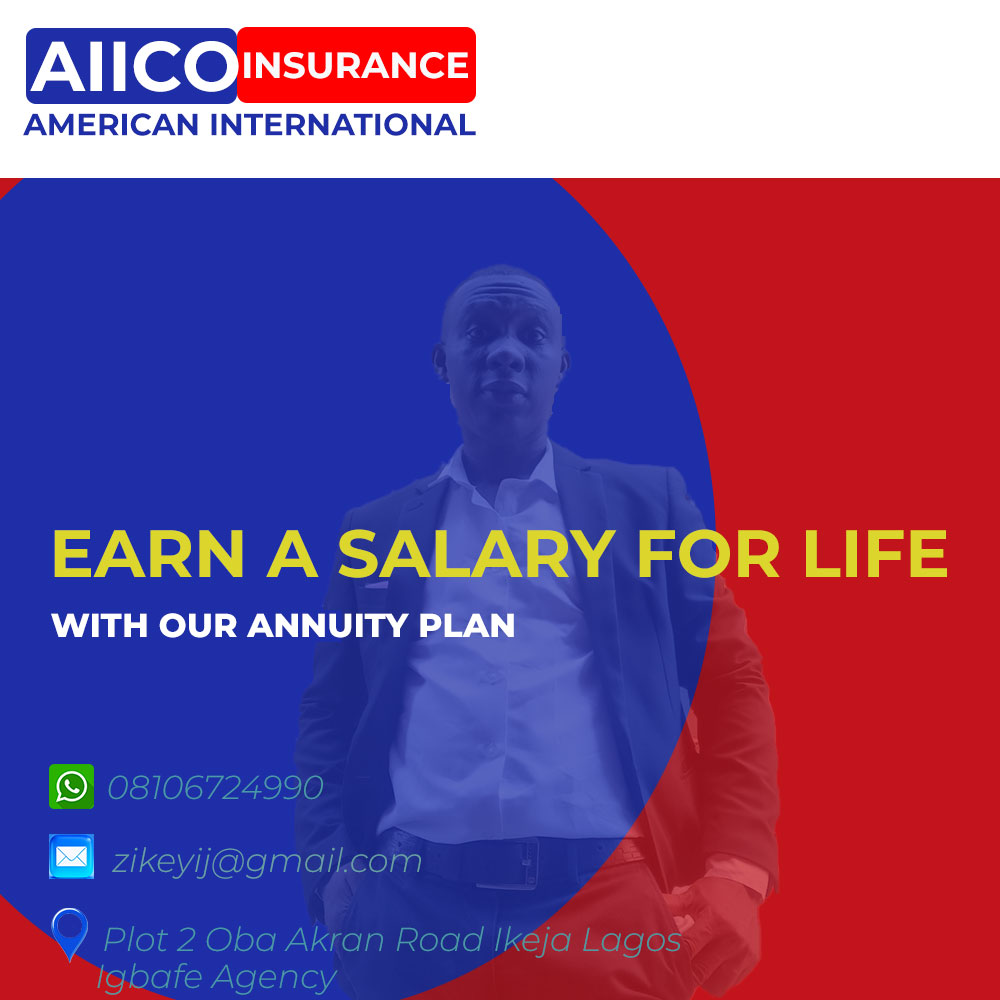 AIICO INSURANCE
AMERICAN INTERNATIONAL
EARN A SALARY FOR LIFE
WITH OUR ANNUITY PLAN
08106724990
zikeyij@gmail.com
Plot 2 Oba Akran Road Ikeja Lagos
Igbafe Agency